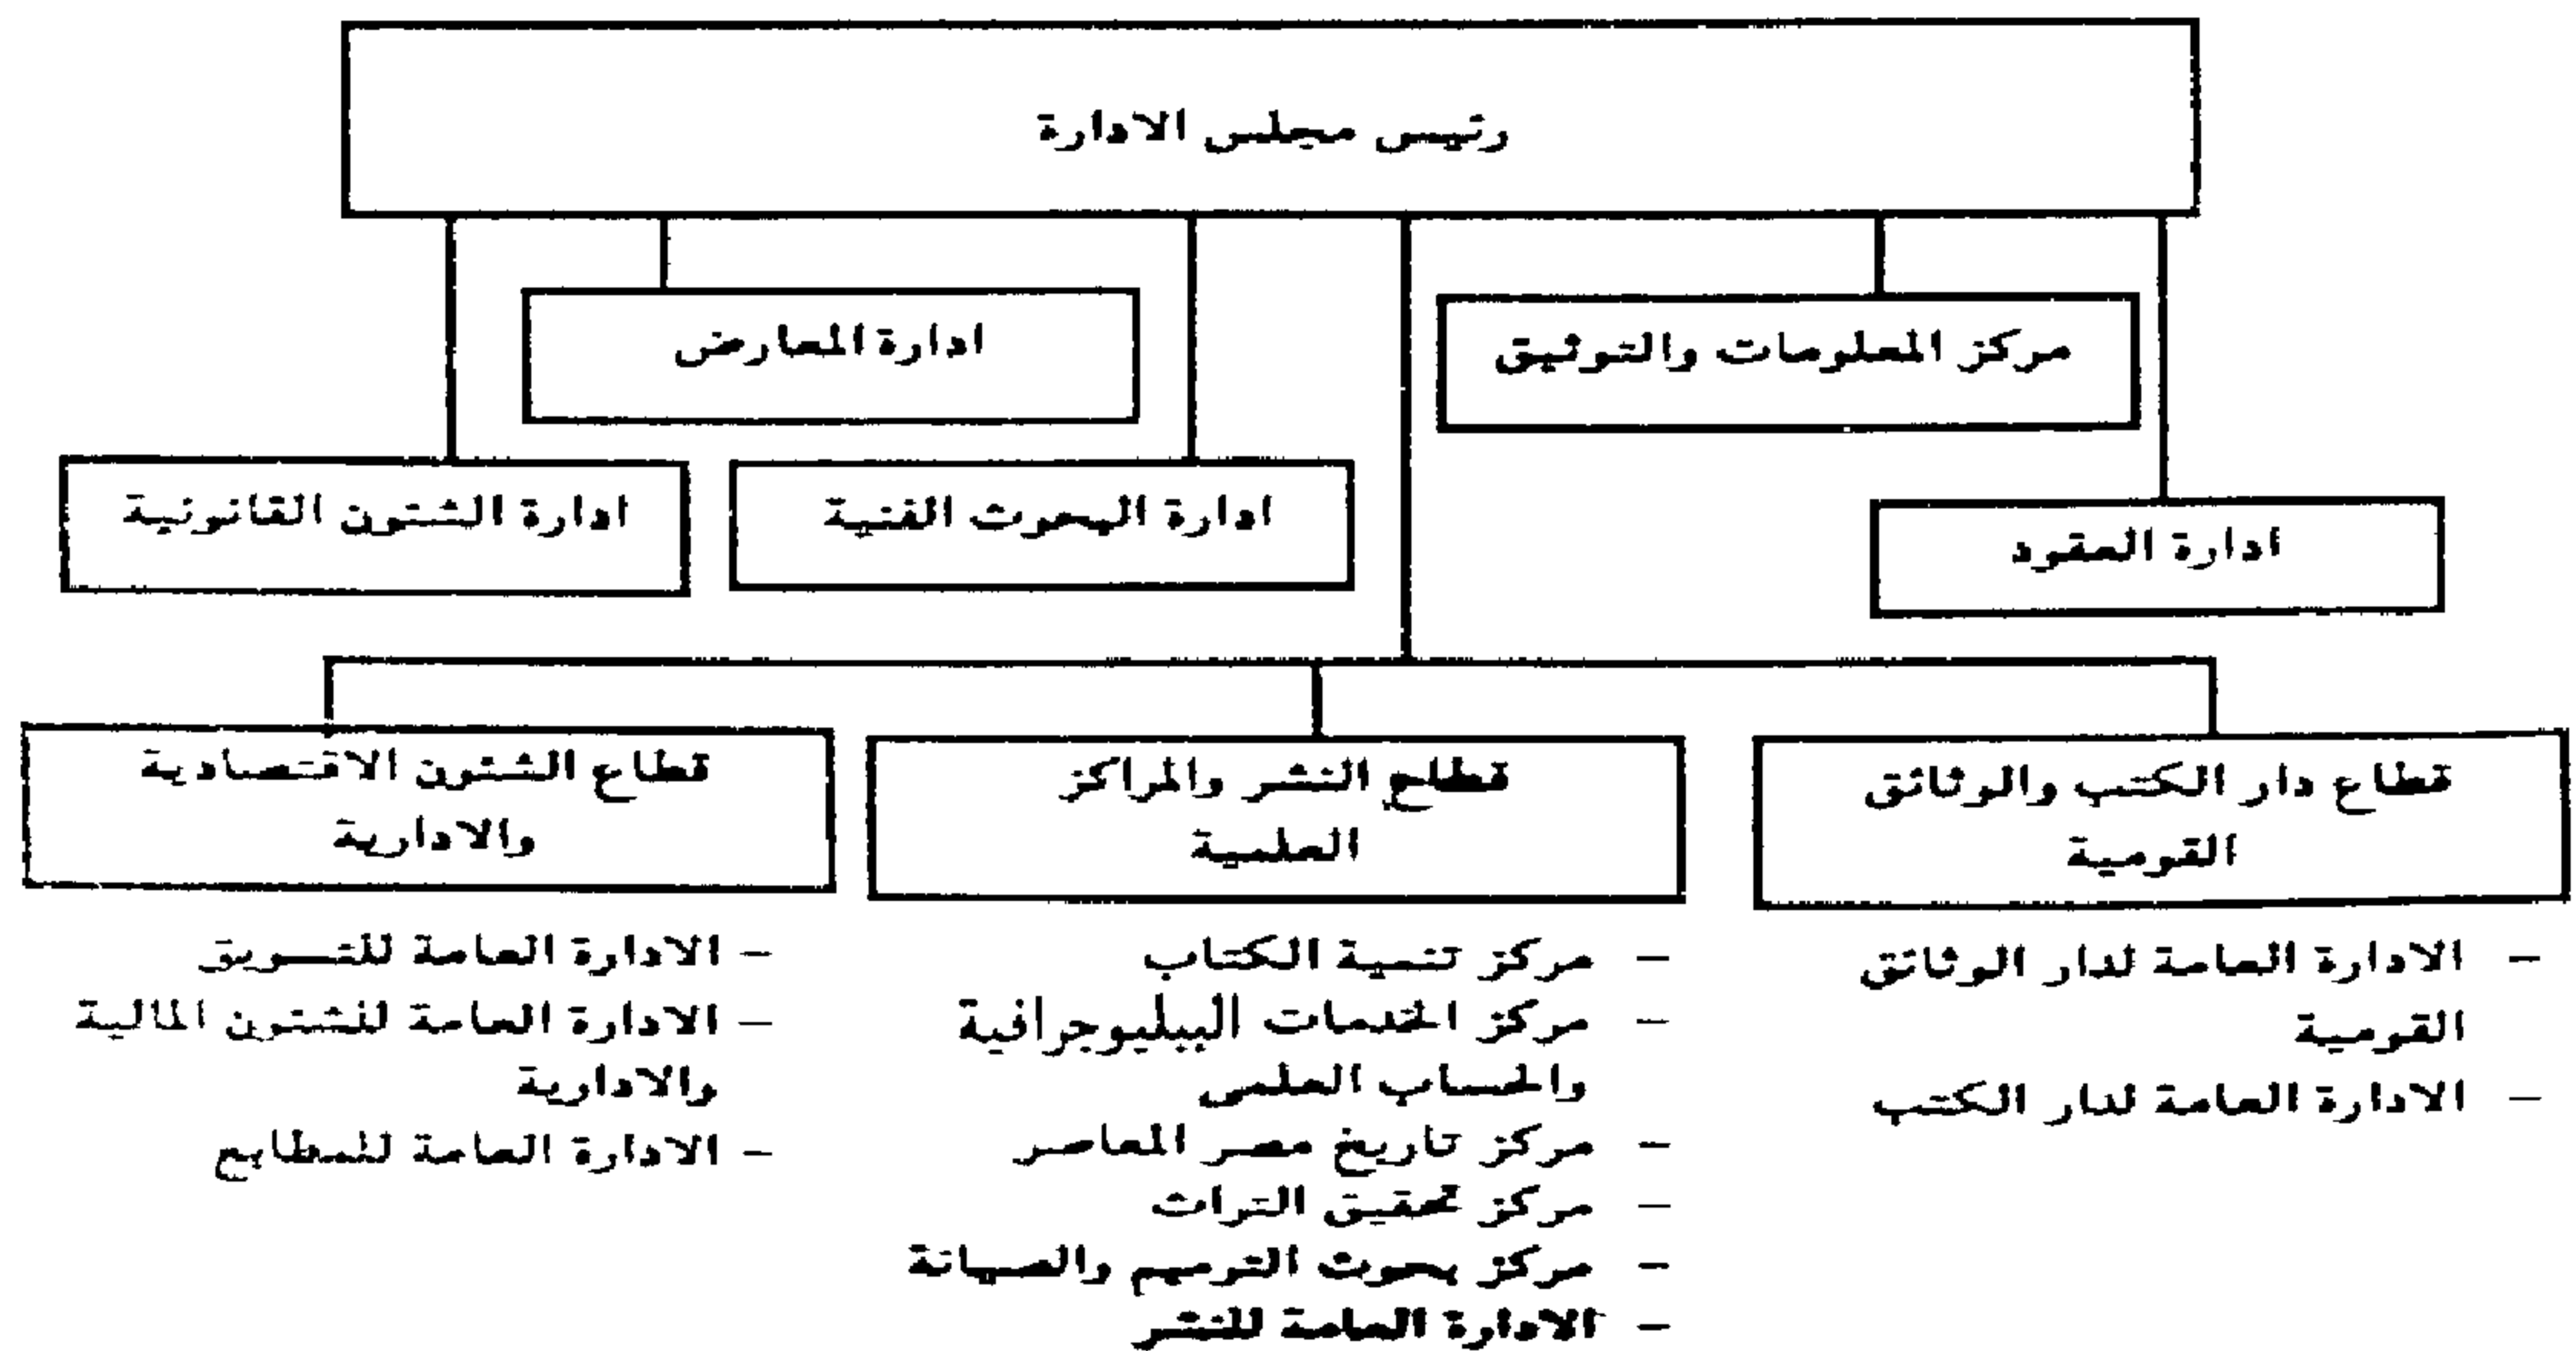 رئيس مجلس الادارة
مركز المعلومات والتوثيق
ادارة المعارض
ادارة العقود
ادارة البحوث الفنية
ادارة الشئون القانونية
قطاع دار الكتب والوثائق
القومية
– الادارة العامة لدار الوثائق
القومية
– الادارة العامة لدار الكتب
قطاع النشر والمراكز
العلمية
– مركز تنمية الكتاب
– مركز الخدمات الببليوجرافية
والحساب العلمى
– مركز تاريخ مصر المعاصر
– مركز تحقيق التراث
– مركز بحوث الترميم والصيانة
– الادارة العامة للنشر
قطاع الشئون الاقتصادية
والادارية
– الادارة العامة للتسويق
– الادارة العامة للشئون المالية
والادارية
– الادارة العامة للمطابع